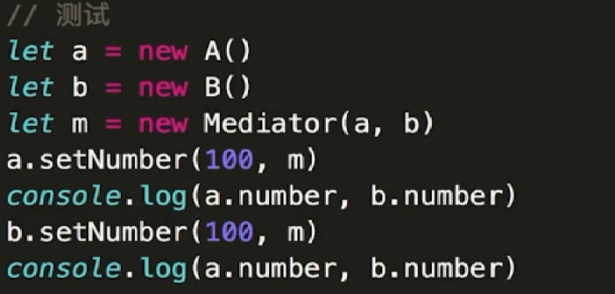 // 测试
let a = new A()
let b = new B()
let m = new Mediator(a, b)
a.setNumber(100, m)
console.log(a.number, b.number)
b.setNumber(100, m)
console.log(a.number, b.number)